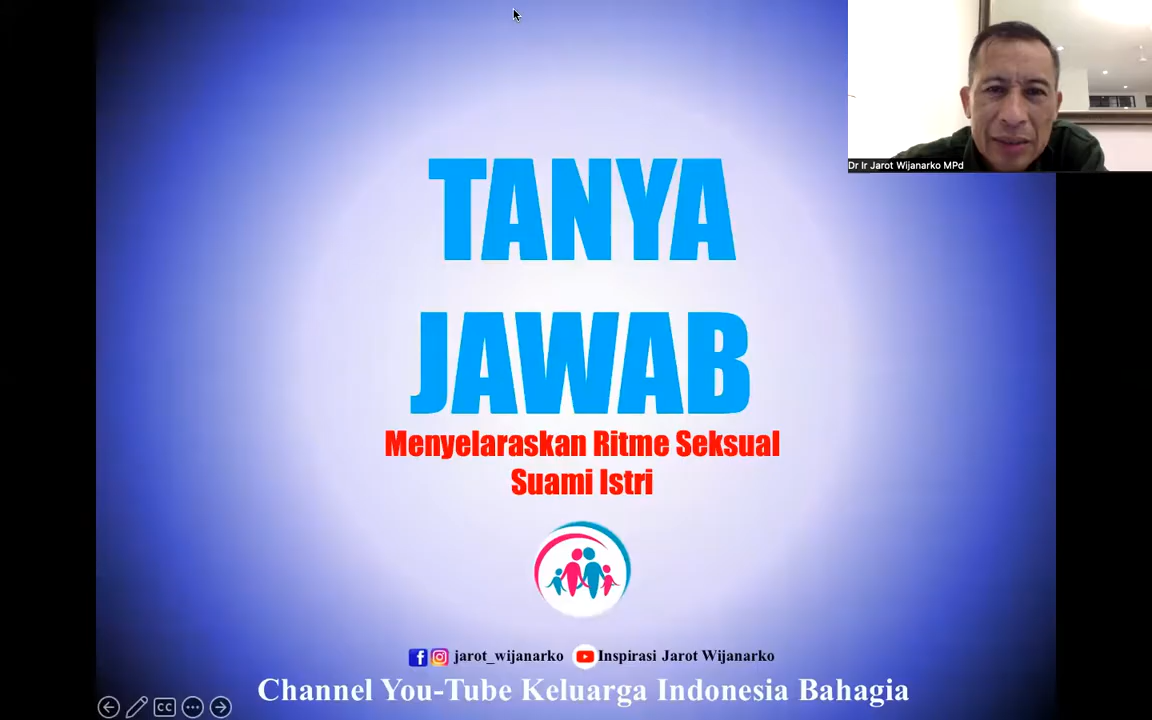 Dr Ir Jarot Wijanarko MPd
TANYA
JAWAB
Menyelaraskan Ritme Seksual
Suami Istri
jarot_wijanarko Inspirasi Jarot Wijanarko
Channel You-Tube Keluarga Indonesia Bahagia
CC